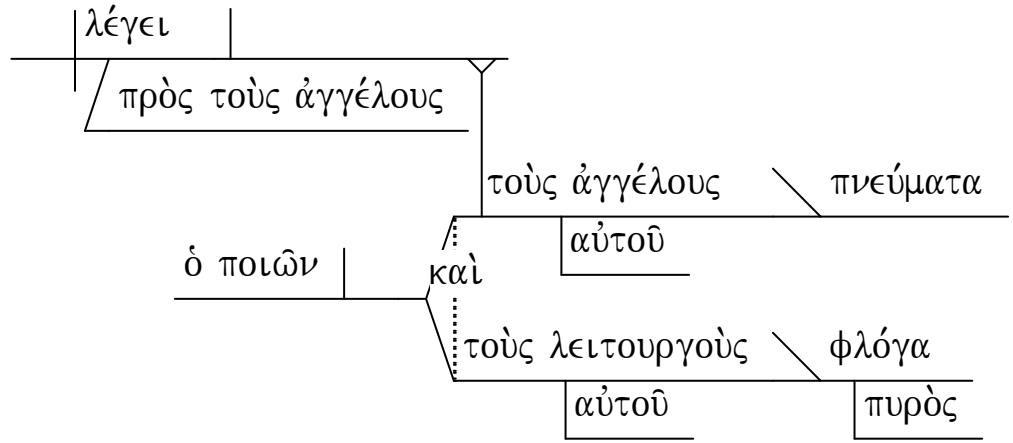 λέγει
πρὸς τοὺς ἀγγέλους
τοὺς ἀγγέλους πνεύματα
αὐτοῦ
ὁ ποιῶν καὶ
τοὺς λειτουργοὺς φλόγα
αὐτοῦ πυρὸς